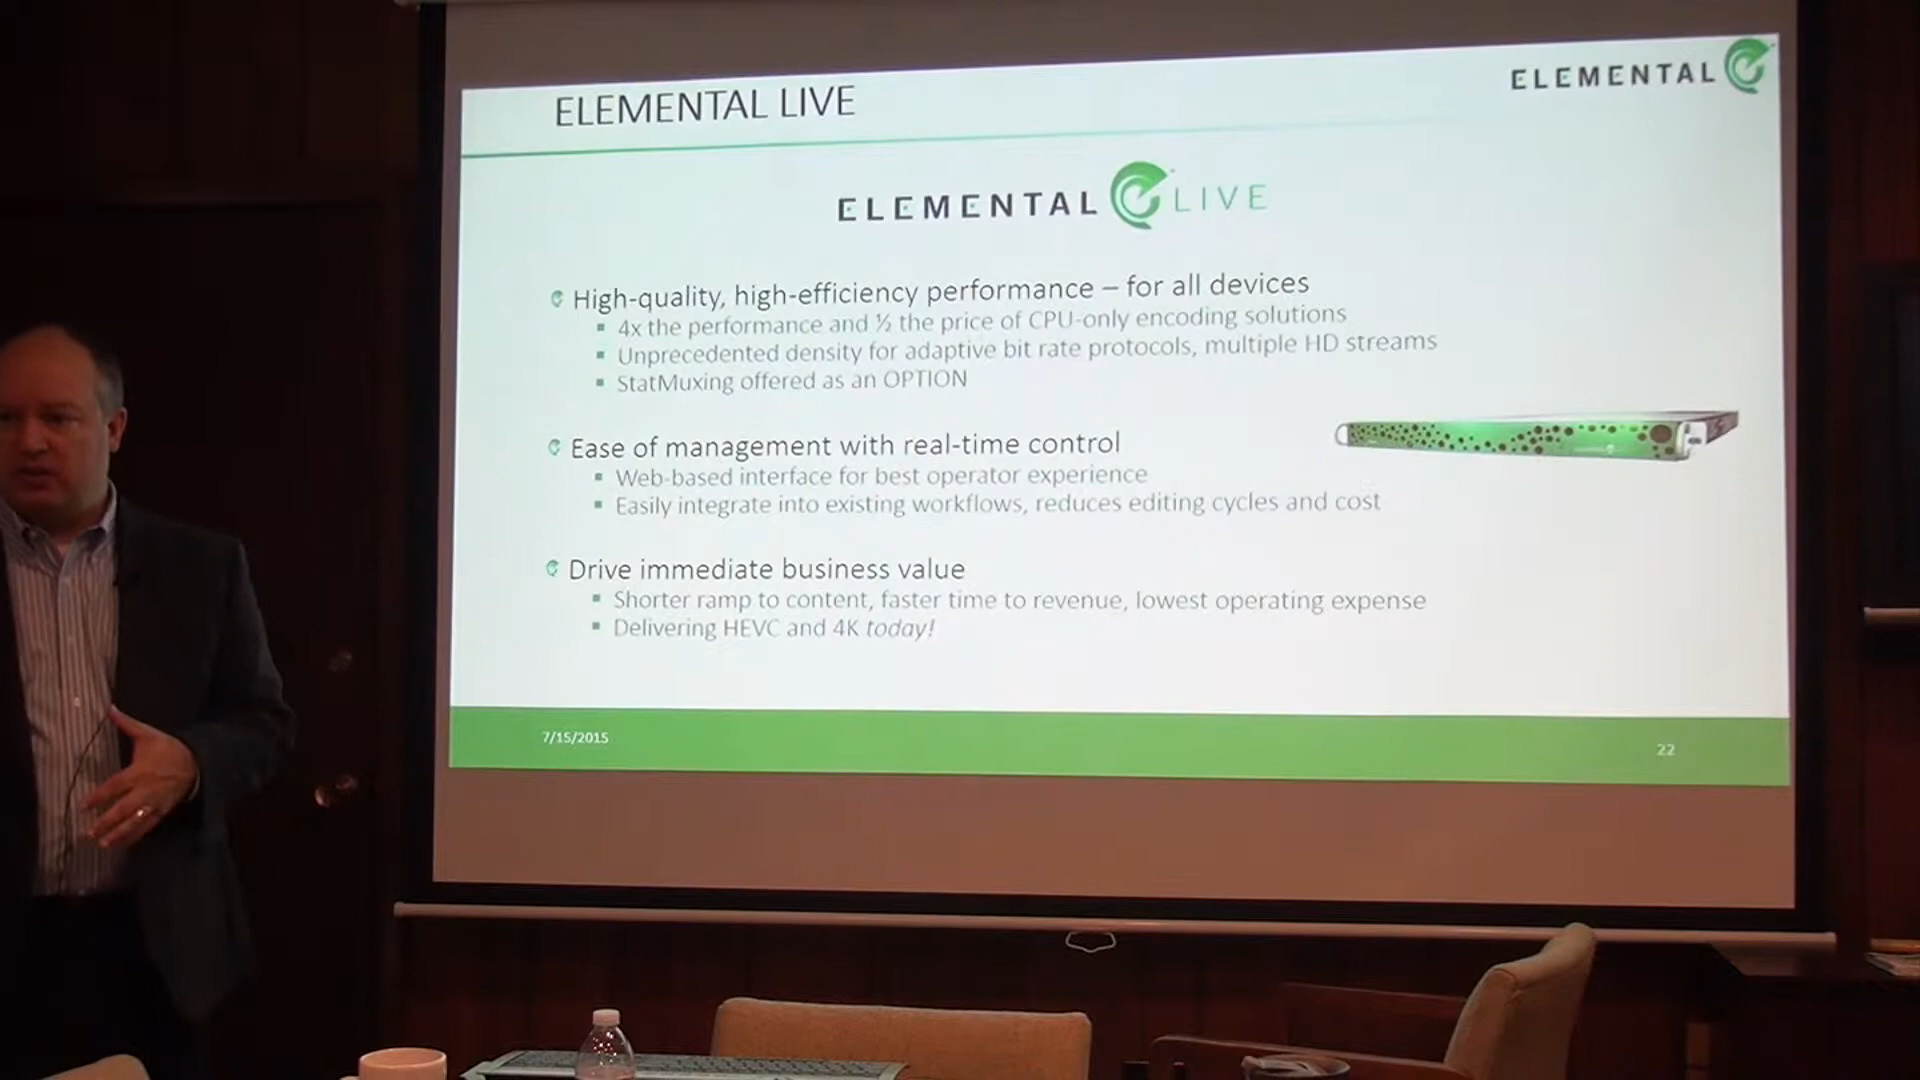 ELEMENTAL LIVE
ELEMENTAL
ELEMENTAL LIVE
High-quality, high-efficiency performance – for all devices
4x the performance and ½ the price of CPU-only encoding solutions
Unprecedented density for adaptive bit rate protocols, multiple HD streams
StatMuxing offered as an OPTION
Ease of management with real-time control
Web-based interface for best operator experience
Easily integrate into existing workflows, reduces editing cycles and cost
Drive immediate business value
Shorter ramp to content, faster time to revenue, lowest operating expense
Delivering HEVC and 4K today!
7/15/2015
22